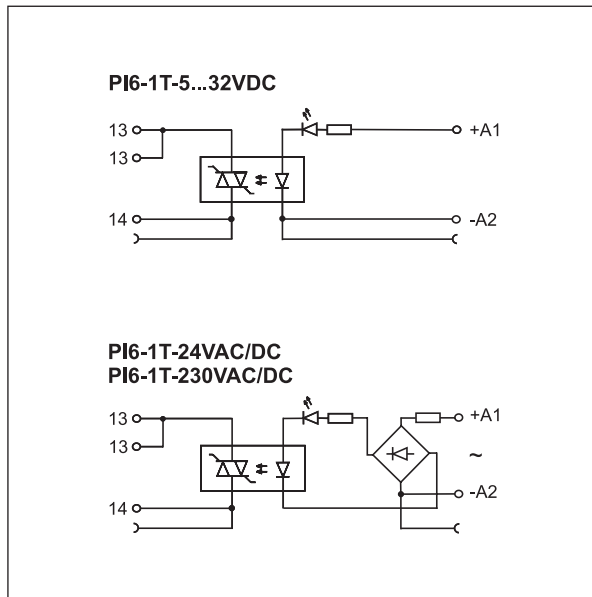 PI6-1T-5...32VDC
13 +A1
13
14 -A2
PI6-1T-24VAC/DC
PI6-1T-230VAC/DC
13 +A1
13 ~
14 -A2